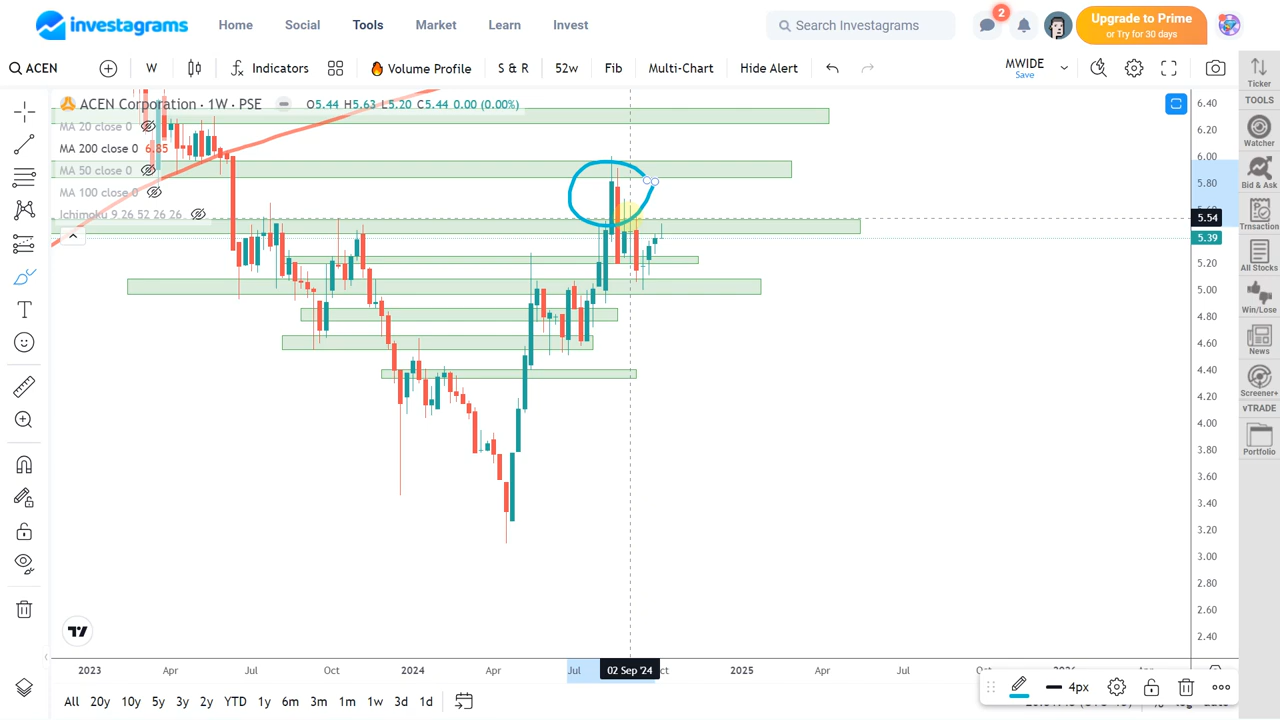 investagrams Home Social Tools Market Learn Invest Search Investagrams 2 Upgrade to Prime
or Try for 30 days
ACEN W Indicators Volume Profile S & R 52w Fib Multi-Chart Hide Alert MWIDE
Save
Ticker
TOOLS
Watcher
Bid & Ask
Trnsaction
All Stocks
Win/Lose
News
Screener+
vTRADE
Portfolio
ACEN Corporation · 1W · PSE O5.44 H5.63 L5.20 C5.44 0.00 (0.00%)
MA 20 close 0
MA 200 close 0 6.85
MA 50 close 0
MA 100 close 0
Ichimoku 9 26 52 26 26
6.40
6.20
6.00
5.80
5.54
5.39
5.20
5.00
4.80
4.60
4.40
4.20
4.00
3.80
3.60
3.40
3.20
3.00
2.80
2.60
2.40
2023 Apr Jul Oct 2024 Apr Jul 02 Sep '24 2025 Apr Jul
4px
All 20y 10y 5y 3y 2y YTD 1y 6m 3m 1m 1w 3d 1d